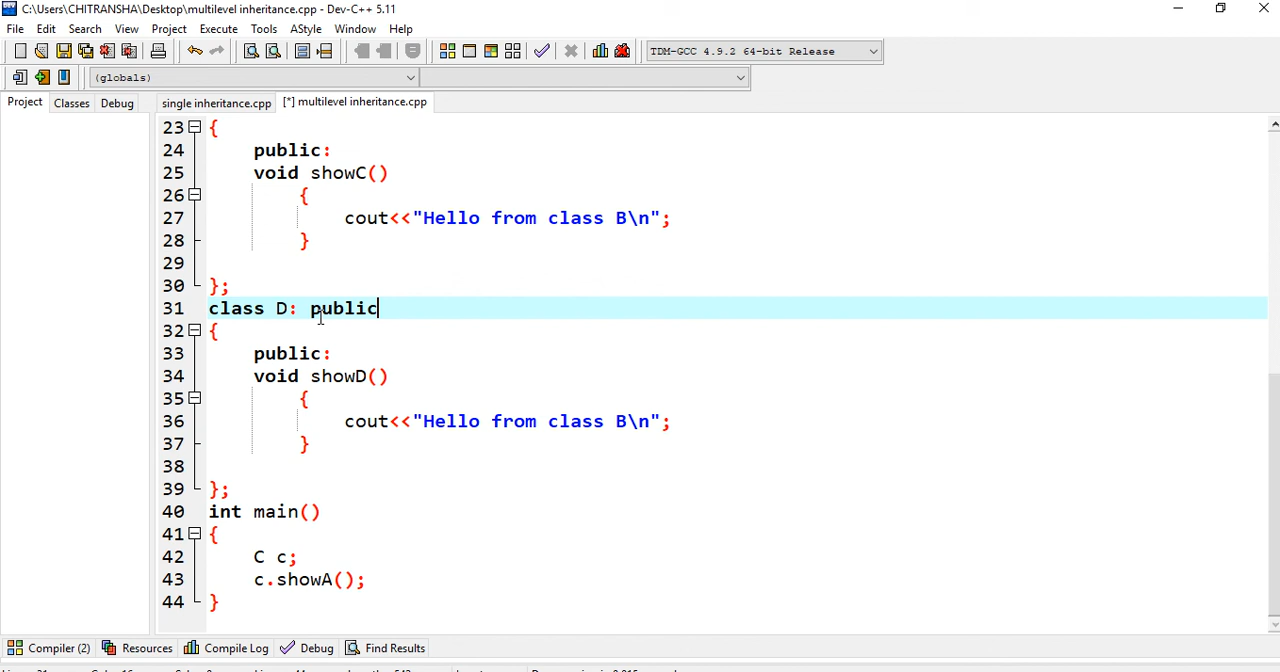 C:\Users\CHITRANSHA\Desktop\multilevel inheritance.cpp - Dev-C++ 5.11
File Edit Search View Project Execute Tools AStyle Window Help
TDM-GCC 4.9.2 64-bit Release
(globals)
Project Classes Debug single inheritance.cpp [*] multilevel inheritance.cpp
23 {
24 public:
25 void showC()
26 {
27 cout<<"Hello from class B\n";
28 }
29
30 };
31 class D: public
32 {
33 public:
34 void showD()
35 {
36 cout<<"Hello from class B\n";
37 }
38
39 };
40 int main()
41 {
42 C c;
43 c.showA();
44 }
Compiler (2) Resources Compile Log Debug Find Results